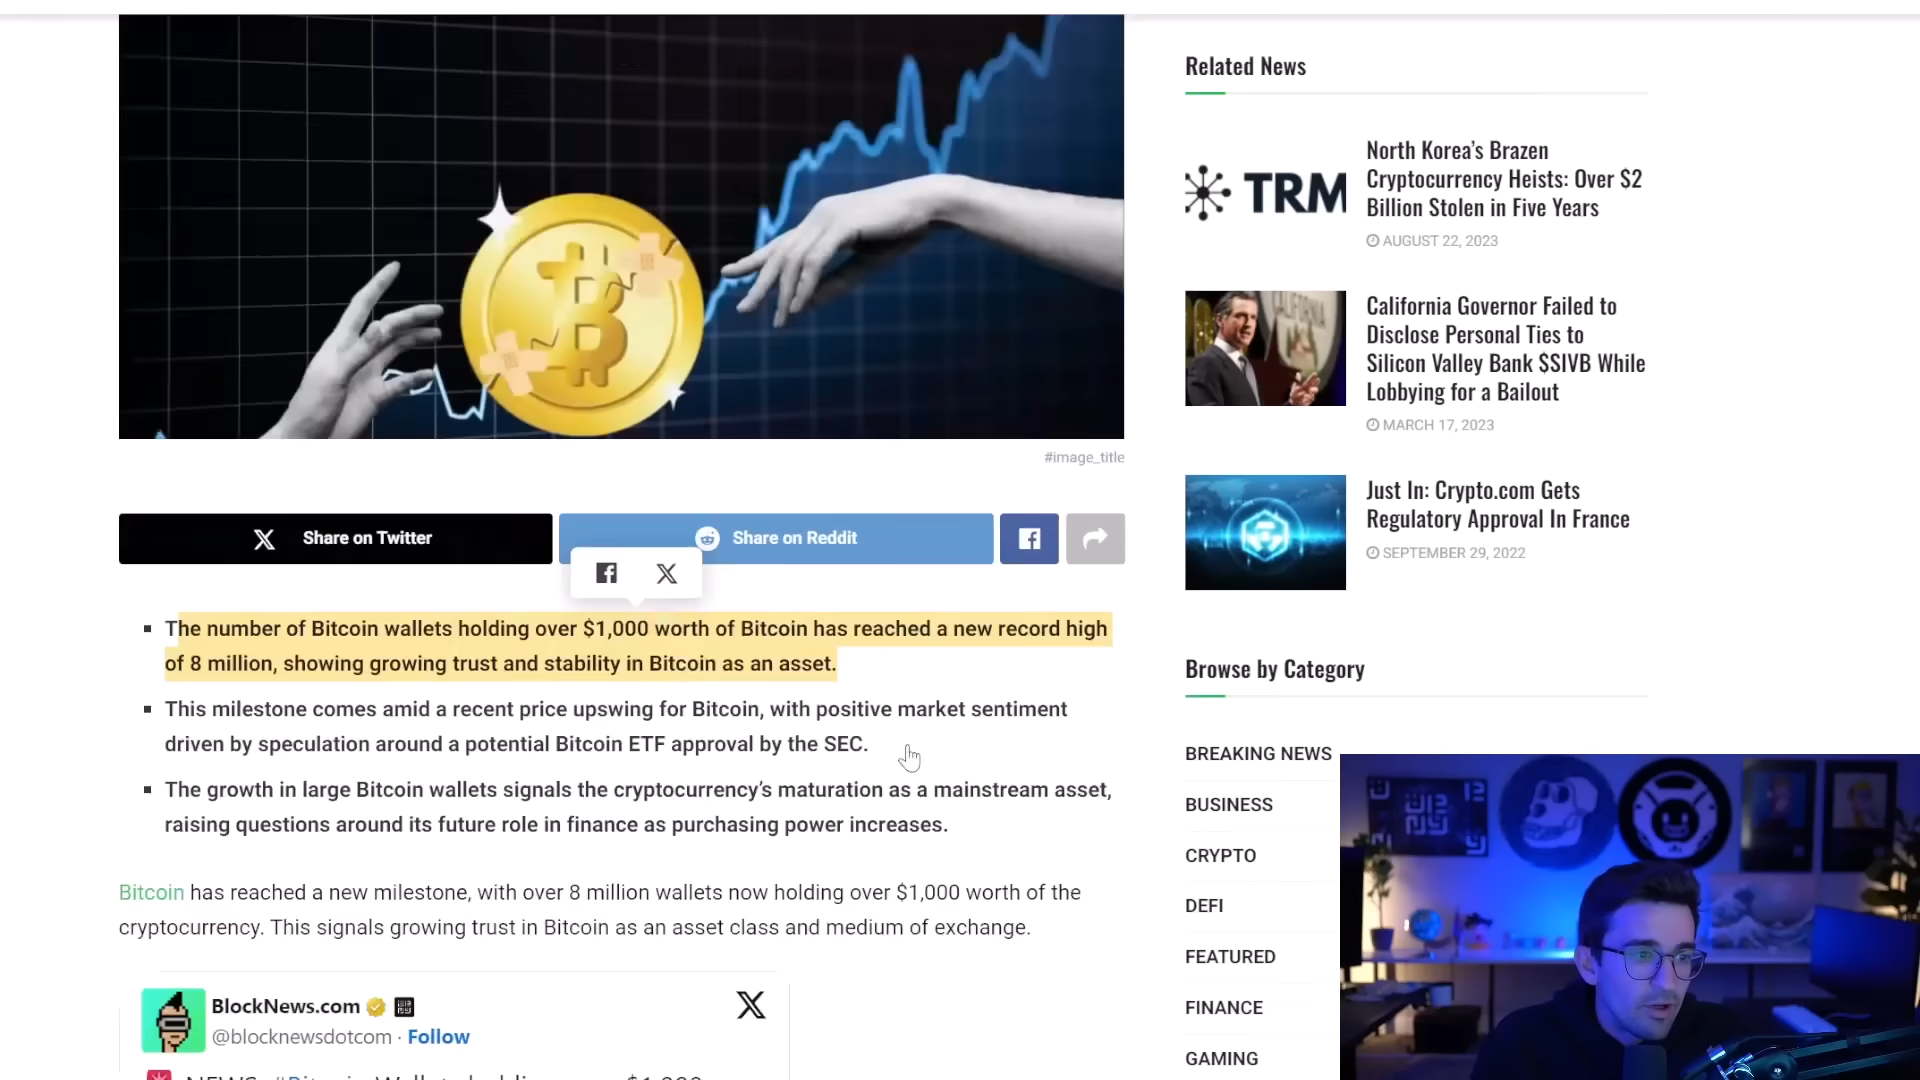 #image_title
Share on Twitter
Share on Reddit
The number of Bitcoin wallets holding over $1,000 worth of Bitcoin has reached a new record high
of 8 million, showing growing trust and stability in Bitcoin as an asset.
This milestone comes amid a recent price upswing for Bitcoin, with positive market sentiment
driven by speculation around a potential Bitcoin ETF approval by the SEC.
The growth in large Bitcoin wallets signals the cryptocurrency’s maturation as a mainstream asset,
raising questions around its future role in finance as purchasing power increases.
Bitcoin has reached a new milestone, with over 8 million wallets now holding over $1,000 worth of the
cryptocurrency. This signals growing trust in Bitcoin as an asset class and medium of exchange.
BlockNews.com
@blocknewsdotcom · Follow
Related News
TRM
North Korea’s Brazen
Cryptocurrency Heists: Over $2
Billion Stolen in Five Years
AUGUST 22, 2023
California Governor Failed to
Disclose Personal Ties to
Silicon Valley Bank $SIVB While
Lobbying for a Bailout
MARCH 17, 2023
Just In: Crypto.com Gets
Regulatory Approval In France
SEPTEMBER 29, 2022
Browse by Category
BREAKING NEWS
BUSINESS
CRYPTO
DEFI
FEATURED
FINANCE
GAMING